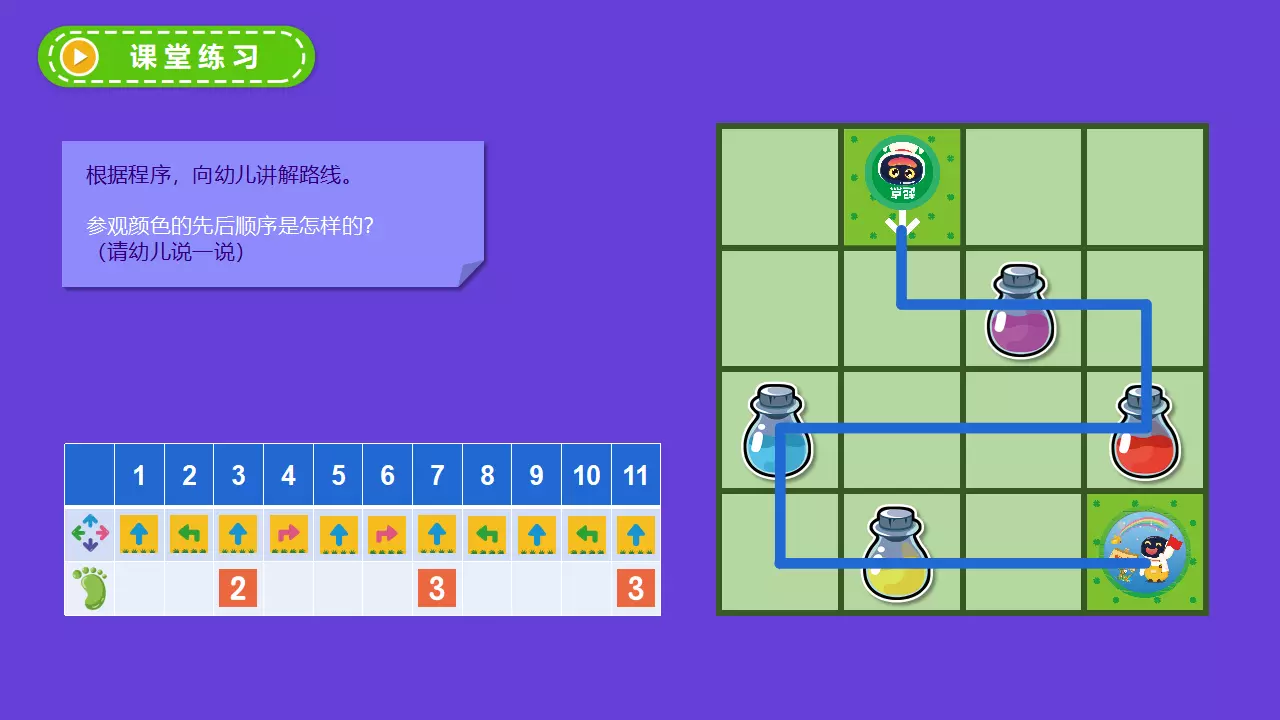 课堂练习
根据程序，向幼儿讲解路线。
参观颜色的先后顺序是怎样的？
（请幼儿说一说）
1 2 3 4 5 6 7 8 9 10 11
2 3 3